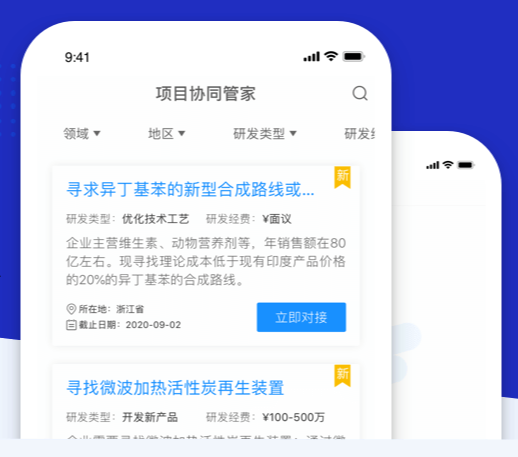 9:41
项目协同管家
领域
地区
研发类型
研发经
新
寻求异丁基苯的新型合成路线或...
研发类型：优化技术工艺 研发经费：¥面议
企业主营维生素、动物营养剂等，年销售额在80
亿左右。现寻找理论成本低于现有印度产品价格
的20%的异丁基苯的合成路线。
所在地：浙江省
截止日期：2020-09-02
立即对接
新
寻找微波加热活性炭再生装置
研发类型：开发新产品 研发经费：¥100-500万